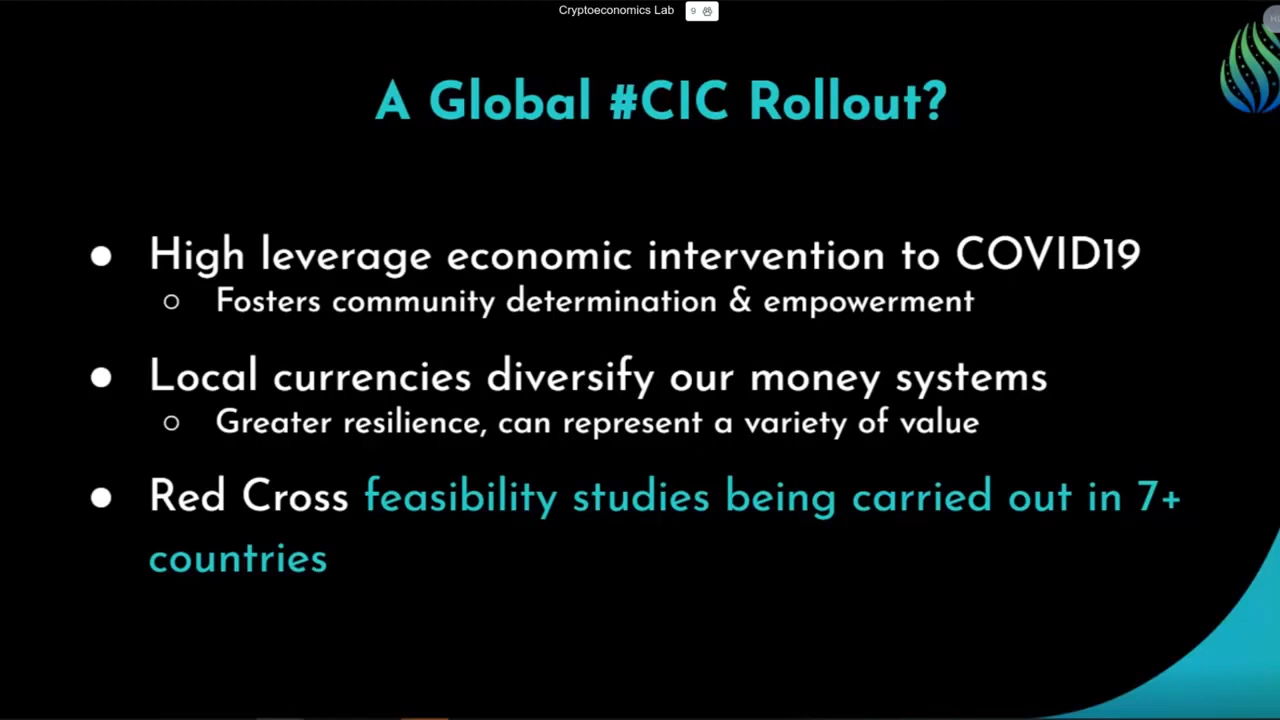 Cryptoeconomics Lab 9
A Global #CIC Rollout?
● High leverage economic intervention to COVID19
○ Fosters community determination & empowerment
● Local currencies diversify our money systems
○ Greater resilience, can represent a variety of value
● Red Cross feasibility studies being carried out in 7+
countries